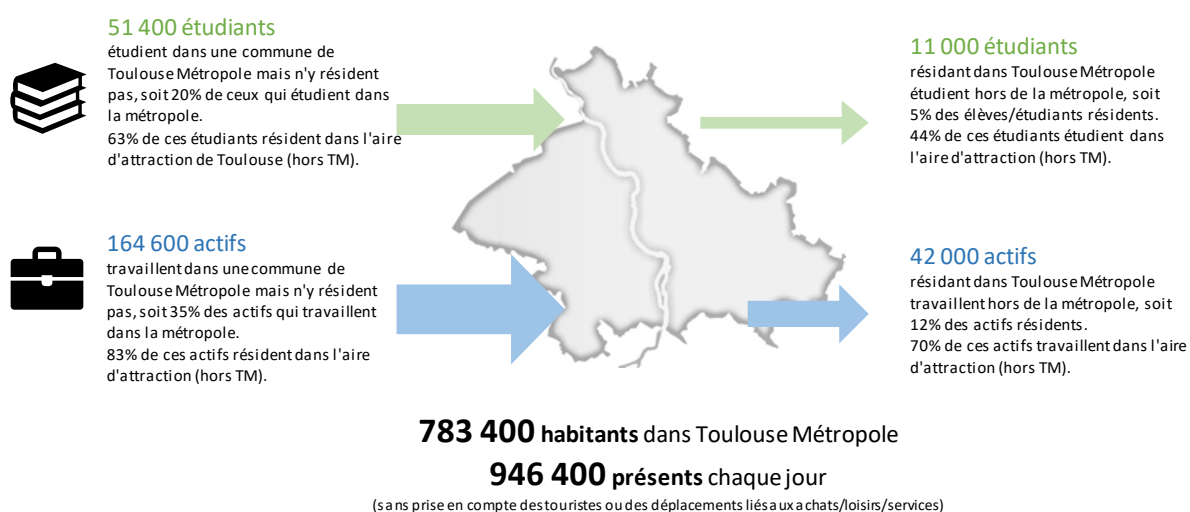 51 400 étudiants
étudient dans une commune de
Toulouse Métropole mais n'y résident
pas, soit 20% de ceux qui étudient dans
la métropole.
63% de ces étudiants résident dans l'aire
d'attraction de Toulouse (hors TM).
11 000 étudiants
résidant dans Toulouse Métropole
étudient hors de la métropole, soit
5% des élèves/étudiants résidents.
44% de ces étudiants étudient dans
l'aire d'attraction (hors TM).
164 600 actifs
travaillent dans une commune de
Toulouse Métropole mais n'y résident
pas, soit 35% des actifs qui travaillent
dans la métropole.
83% de ces actifs résident dans l'aire
d'attraction (hors TM).
42 000 actifs
résidant dans Toulouse Métropole
travaillent hors de la métropole, soit
12% des actifs résidents.
70% de ces actifs travaillent dans l'aire
d'attraction (hors TM).
783 400 habitants dans Toulouse Métropole
946 400 présents chaque jour
(sans prise en compte des touristes ou des déplacements liés aux achats/loisirs/services)